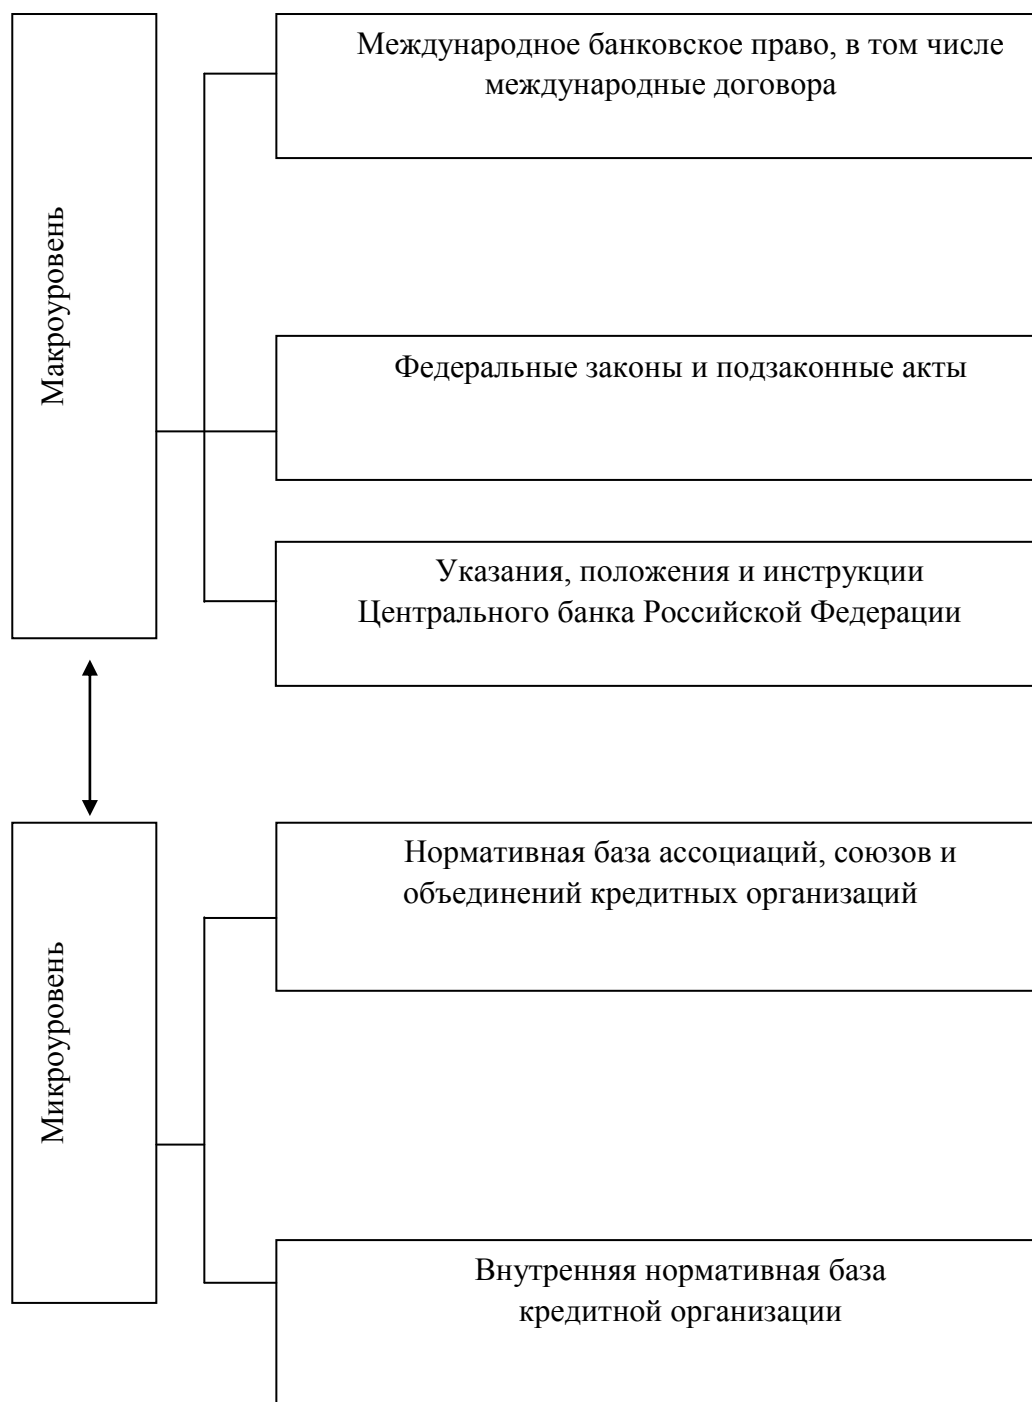 Макроуровень
Международное банковское право, в том числе
международные договора
Федеральные законы и подзаконные акты
Указания, положения и инструкции
Центрального банка Российской Федерации
Микроуровень
Нормативная база ассоциаций, союзов и
объединений кредитных организаций
Внутренняя нормативная база
кредитной организации